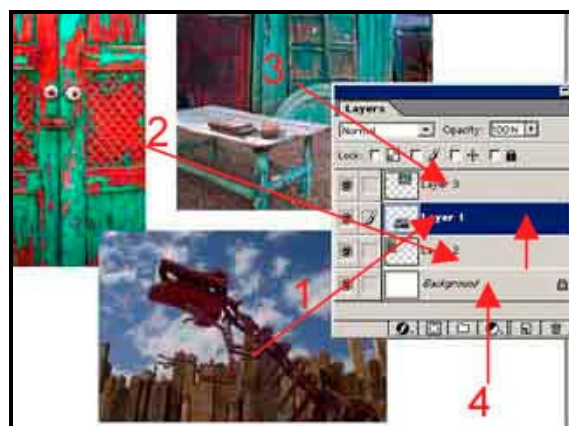 3
2
1
4
Layers
Normal
Opacity: 100%
Lock:
Layer 3
Layer 1
Layer 2
Background